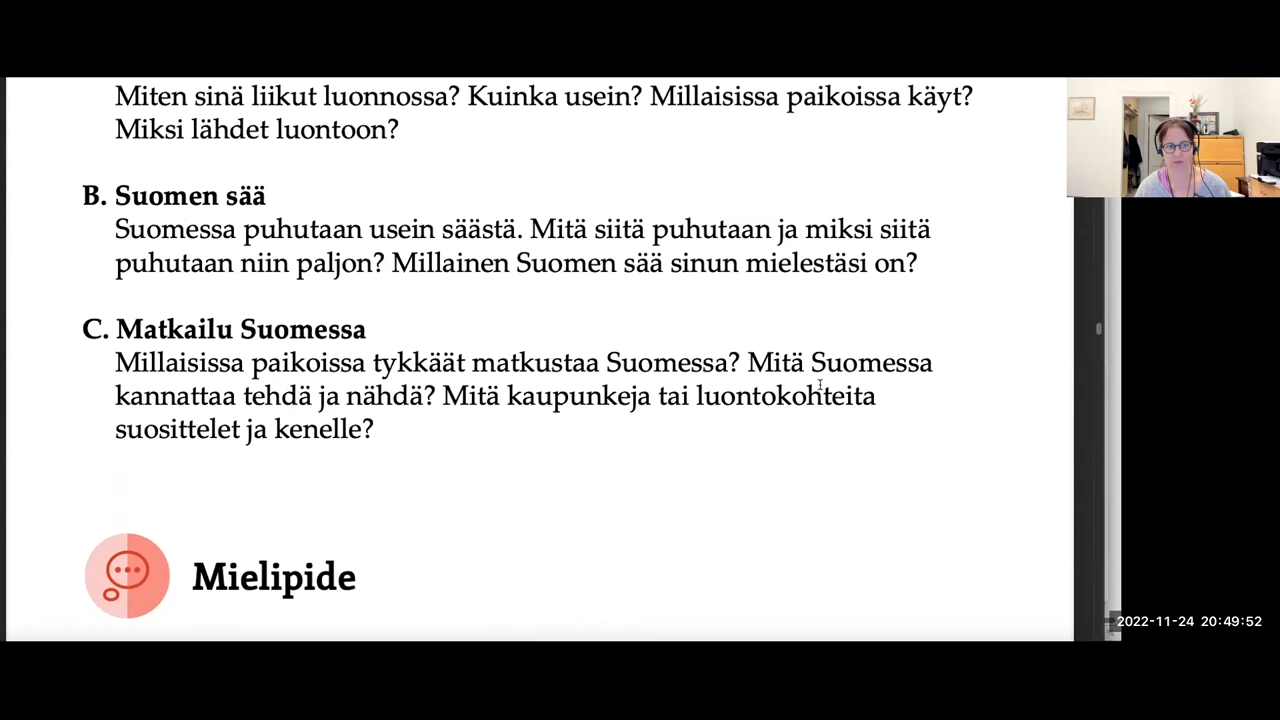 Miten sinä liikut luonnossa? Kuinka usein? Millaisissa paikoissa käyt?
Miksi lähdet luontoon?
B. Suomen sää
Suomessa puhutaan usein säästä. Mitä siitä puhutaan ja miksi siitä
puhutaan niin paljon? Millainen Suomen sää sinun mielestäsi on?
C. Matkailu Suomessa
Millaisissa paikoissa tykkäät matkustaa Suomessa? Mitä Suomessa
kannattaa tehdä ja nähdä? Mitä kaupunkeja tai luontokohteita
suosittelet ja kenelle?
Mielipide
2022-11-24 20:49:52